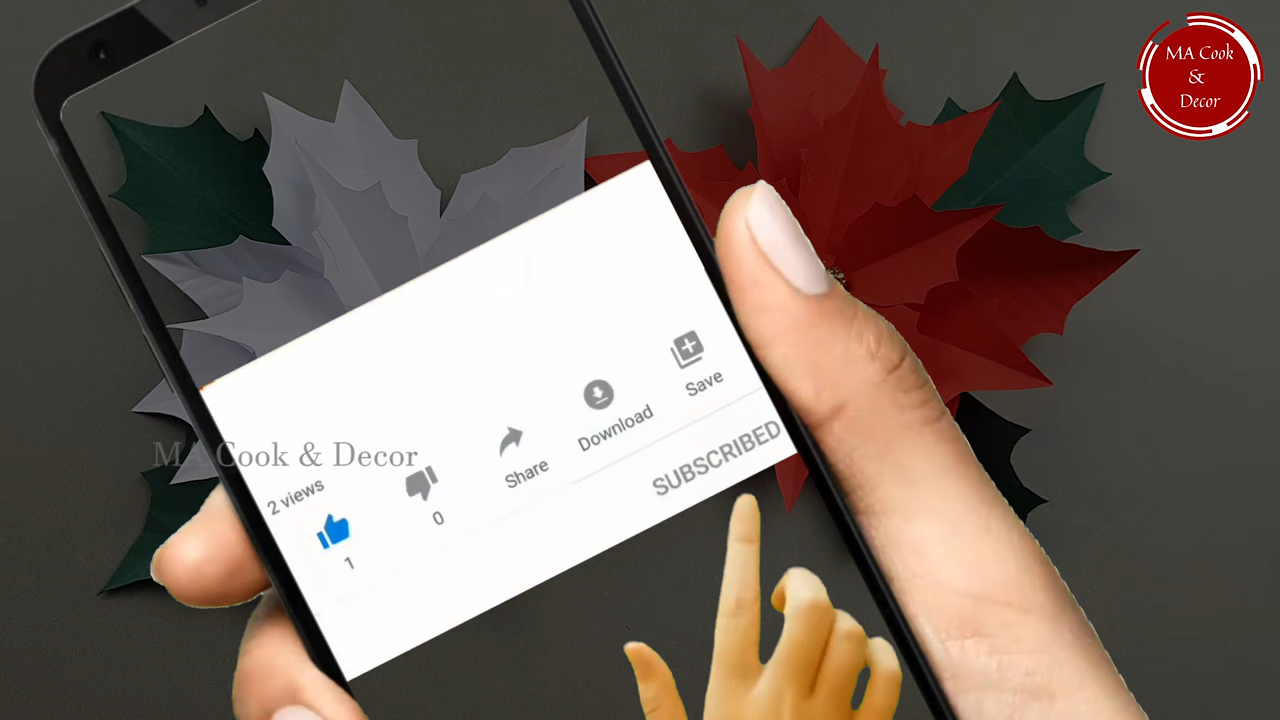 MA Cook
&
Decor
MA Cook & Decor
2 views
1
0
Share
Download
Save
SUBSCRIBED